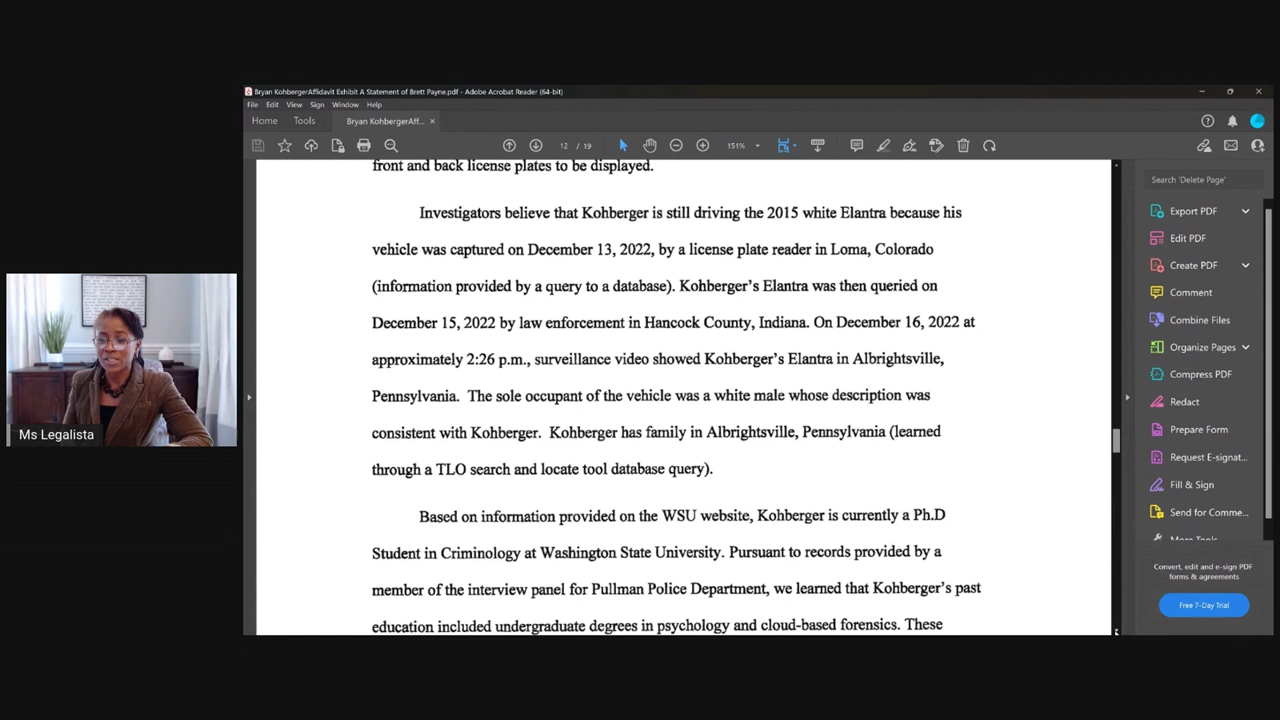 Bryan KohbergerAffidavit Exhibit A Statement of Brett Payne.pdf - Adobe Acrobat Reader (64-bit)
File Edit View Sign Window Help
Home Tools Bryan KohbergerAff... ×
12 / 19 151%
front and back license plates to be displayed.
Investigators believe that Kohberger is still driving the 2015 white Elantra because his
vehicle was captured on December 13, 2022, by a license plate reader in Loma, Colorado
(information provided by a query to a database). Kohberger's Elantra was then queried on
December 15, 2022 by law enforcement in Hancock County, Indiana. On December 16, 2022 at
approximately 2:26 p.m., surveillance video showed Kohberger's Elantra in Albrightsville,
Pennsylvania. The sole occupant of the vehicle was a white male whose description was
consistent with Kohberger. Kohberger has family in Albrightsville, Pennsylvania (learned
through a TLO search and locate tool database query).
Based on information provided on the WSU website, Kohberger is currently a Ph.D
Student in Criminology at Washington State University. Pursuant to records provided by a
member of the interview panel for Pullman Police Department, we learned that Kohberger's past
education included undergraduate degrees in psychology and cloud-based forensics. These
Search 'Delete Page'
Export PDF
Edit PDF
Create PDF
Comment
Combine Files
Organize Pages
Compress PDF
Redact
Prepare Form
Request E-signat...
Fill & Sign
Send for Comme...
More Tools
Convert, edit and e-sign PDF
forms & agreements
Free 7-Day Trial
Ms Legalista